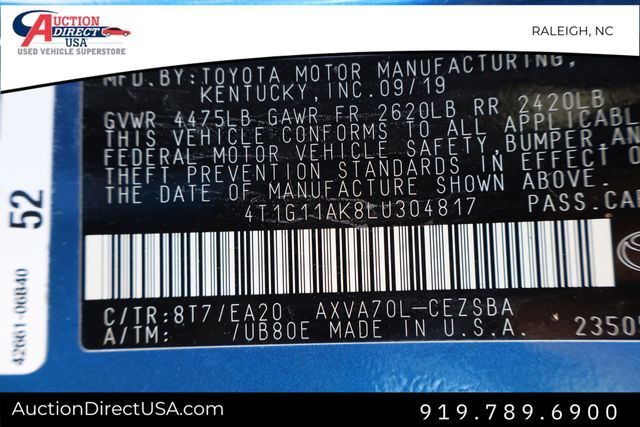 AUCTION
DIRECT
USA
USED VEHICLE SUPERSTORE
RALEIGH, NC
MFD. BY: TOYOTA MOTOR MANUFACTURING,
KENTUCKY, INC. 09/19
GVWR 4475LB GAWR FR 2620LB RR 2420LB
THIS VEHICLE CONFORMS TO ALL APPLICABL
FEDERAL MOTOR VEHICLE SAFETY, BUMPER, AN
THEFT PREVENTION STANDARDS IN EFFECT O
THE DATE OF MANUFACTURE SHOWN ABOVE.
4T1G11AK8LU304817 PASS. CA
C/TR: 8T7/EA20 AXVA70L-CEZSBA
A/TM: /UB80E MADE IN U.S.A. 2350
52
42661-06B40
AuctionDirectUSA.com
919.789.6900